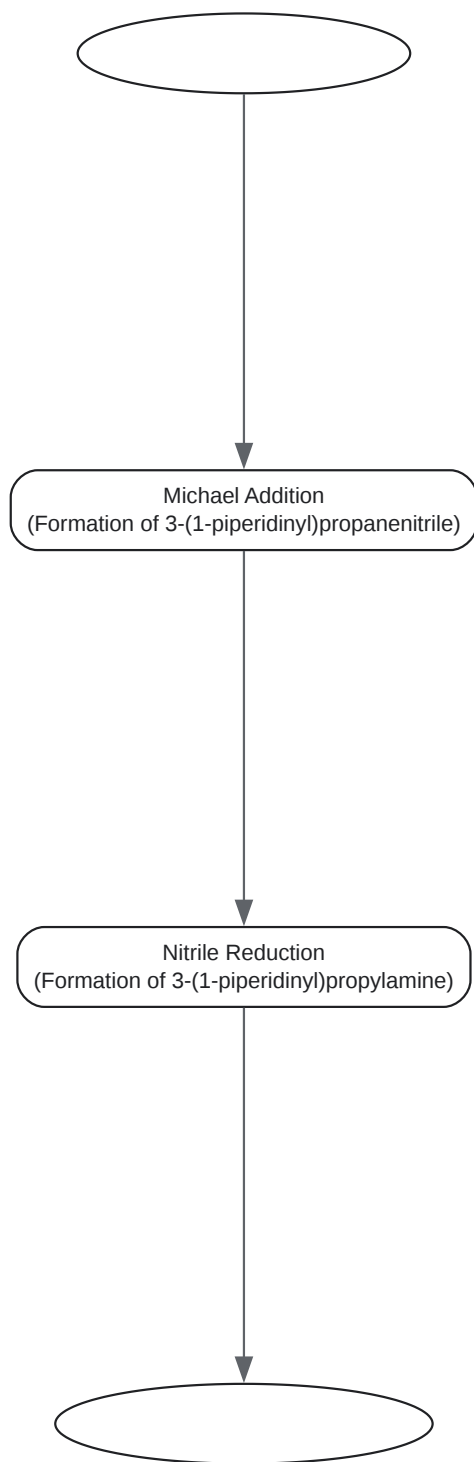 Michael Addition
(Formation of 3-(1-piperidinyl)propanenitrile)
Nitrile Reduction
(Formation of 3-(1-piperidinyl)propylamine)